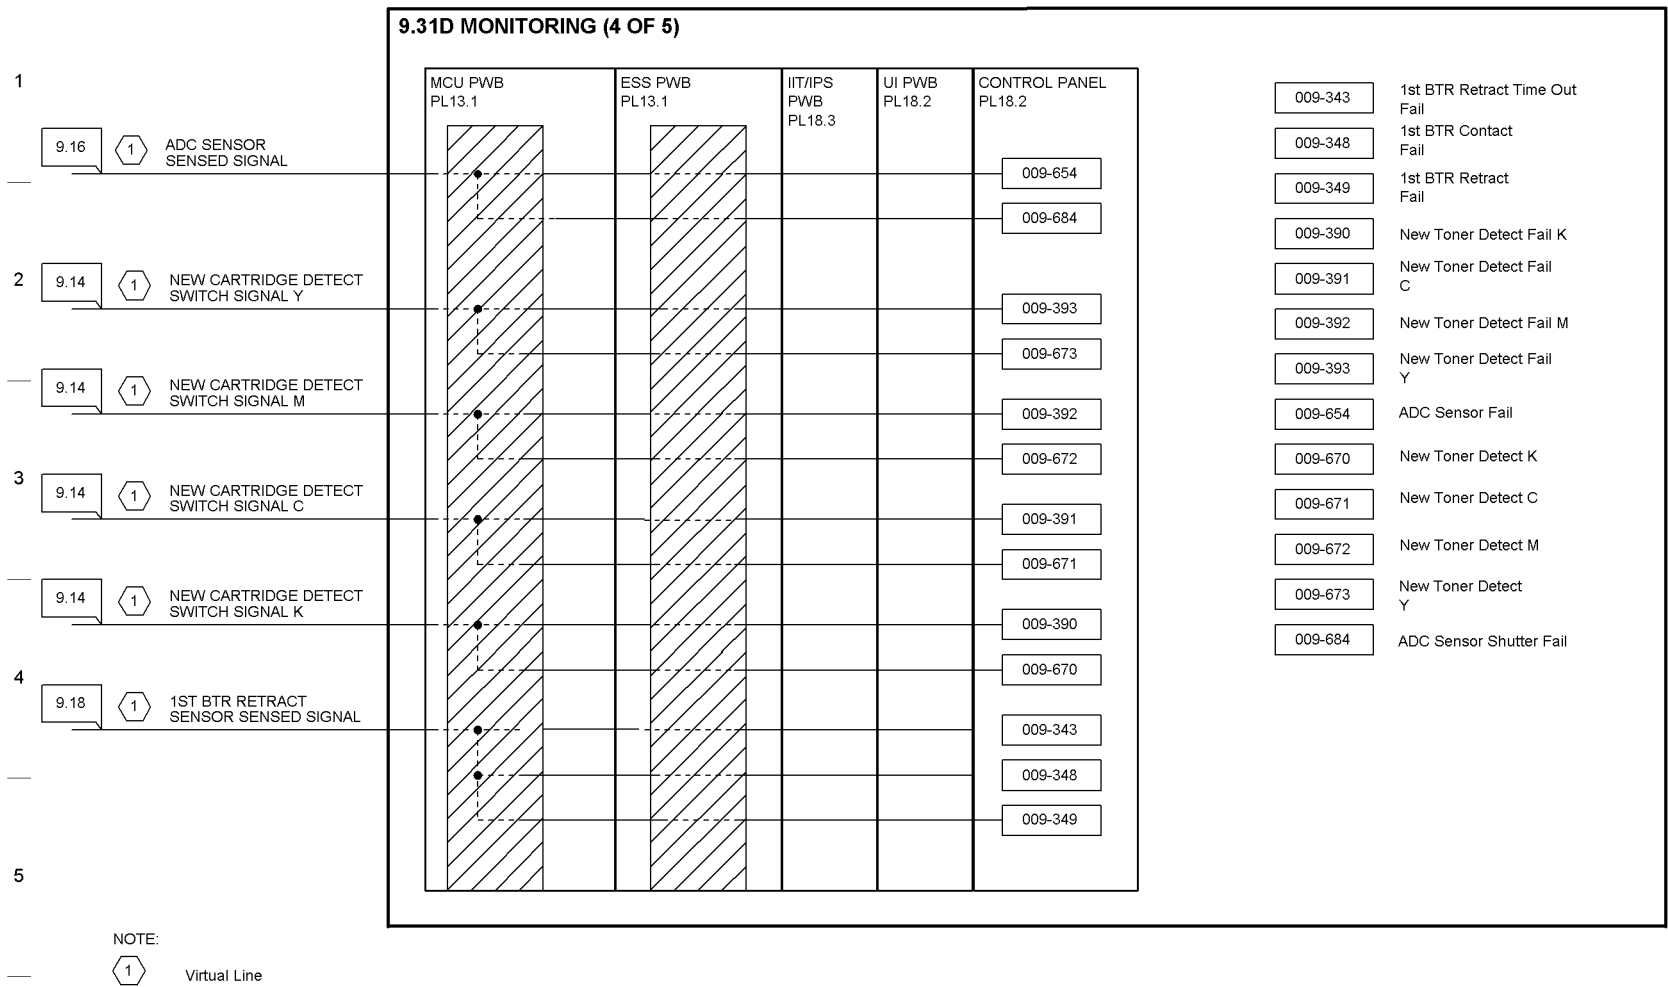 9.31D MONITORING (4 OF 5)
1
MCU PWB
PL13.1
ESS PWB
PL13.1
IIT/IPS
PWB
PL18.3
UI PWB
PL18.2
CONTROL PANEL
PL18.2
9.16
1
ADC SENSOR
SENSED SIGNAL
009-654
009-684
2
9.14
1
NEW CARTRIDGE DETECT
SWITCH SIGNAL Y
009-393
009-673
9.14
1
NEW CARTRIDGE DETECT
SWITCH SIGNAL M
009-392
009-672
3
9.14
1
NEW CARTRIDGE DETECT
SWITCH SIGNAL C
009-391
009-671
9.14
1
NEW CARTRIDGE DETECT
SWITCH SIGNAL K
009-390
009-670
4
9.18
1
1ST BTR RETRACT
SENSOR SENSED SIGNAL
009-343
009-348
009-349
5
009-343
1st BTR Retract Time Out
Fail
009-348
1st BTR Contact
Fail
009-349
1st BTR Retract
Fail
009-390
New Toner Detect Fail K
009-391
New Toner Detect Fail
C
009-392
New Toner Detect Fail M
009-393
New Toner Detect Fail
Y
009-654
ADC Sensor Fail
009-670
New Toner Detect K
009-671
New Toner Detect C
009-672
New Toner Detect M
009-673
New Toner Detect
Y
009-684
ADC Sensor Shutter Fail
NOTE:
1
Virtual Line